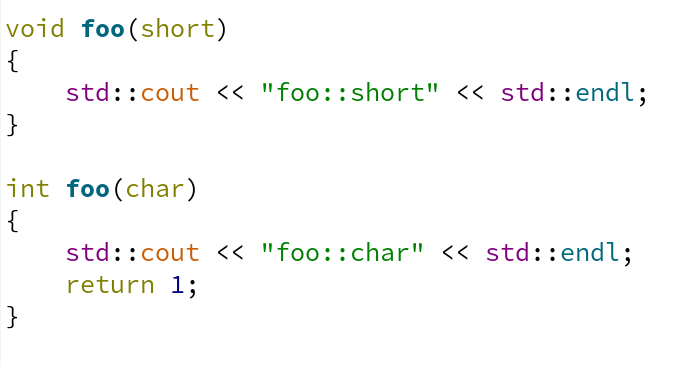 void foo(short)
{
    std::cout << "foo::short" << std::endl;
}

int foo(char)
{
    std::cout << "foo::char" << std::endl;
    return 1;
}